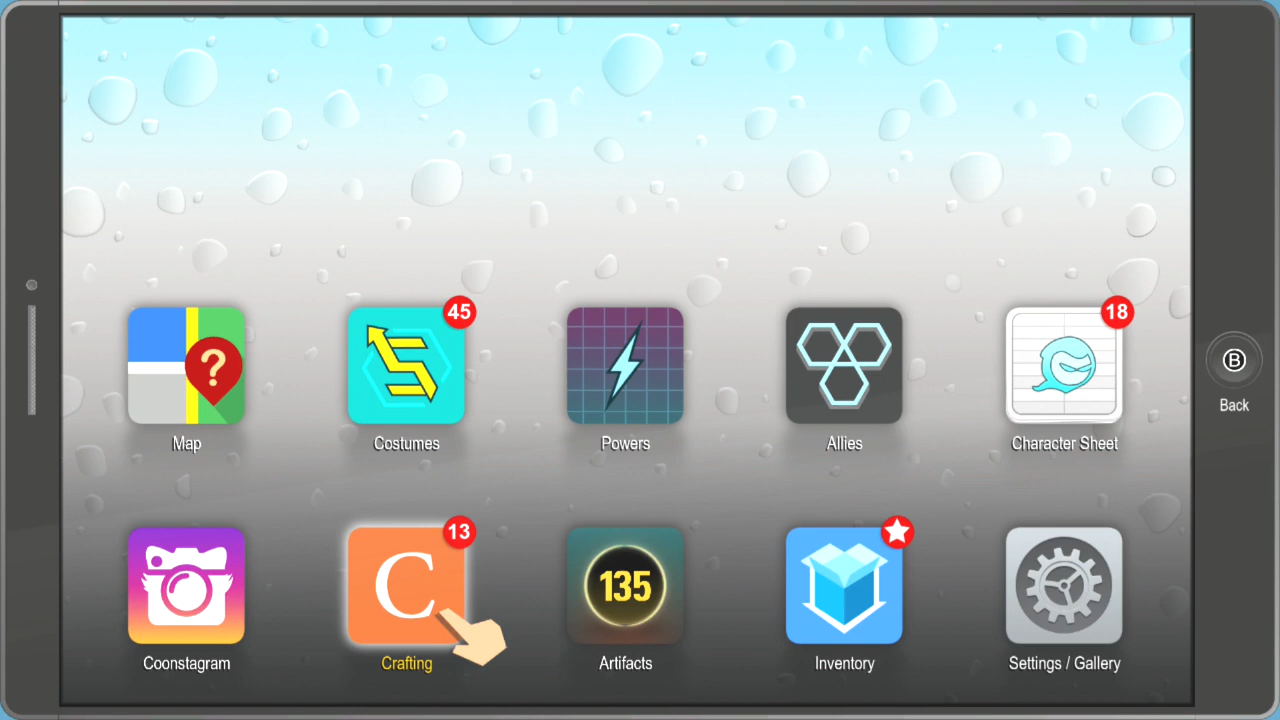 45
18
?
Map
Costumes
Powers
Allies
Character Sheet
B
Back
13
C
135
Coonstagram
Crafting
Artifacts
Inventory
Settings / Gallery